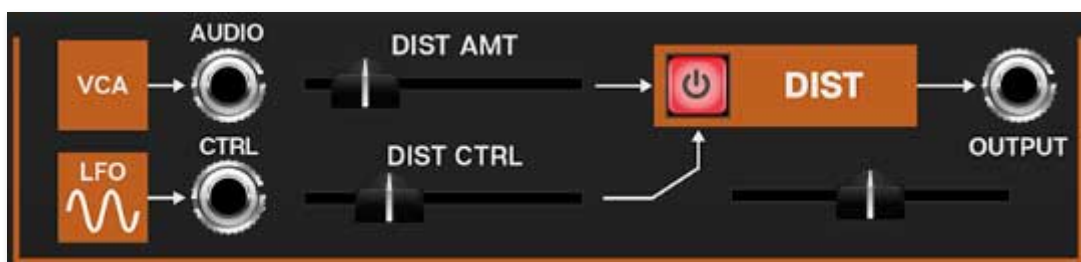 AUDIO
DIST AMT
VCA
DIST
CTRL
DIST CTRL
OUTPUT
LFO